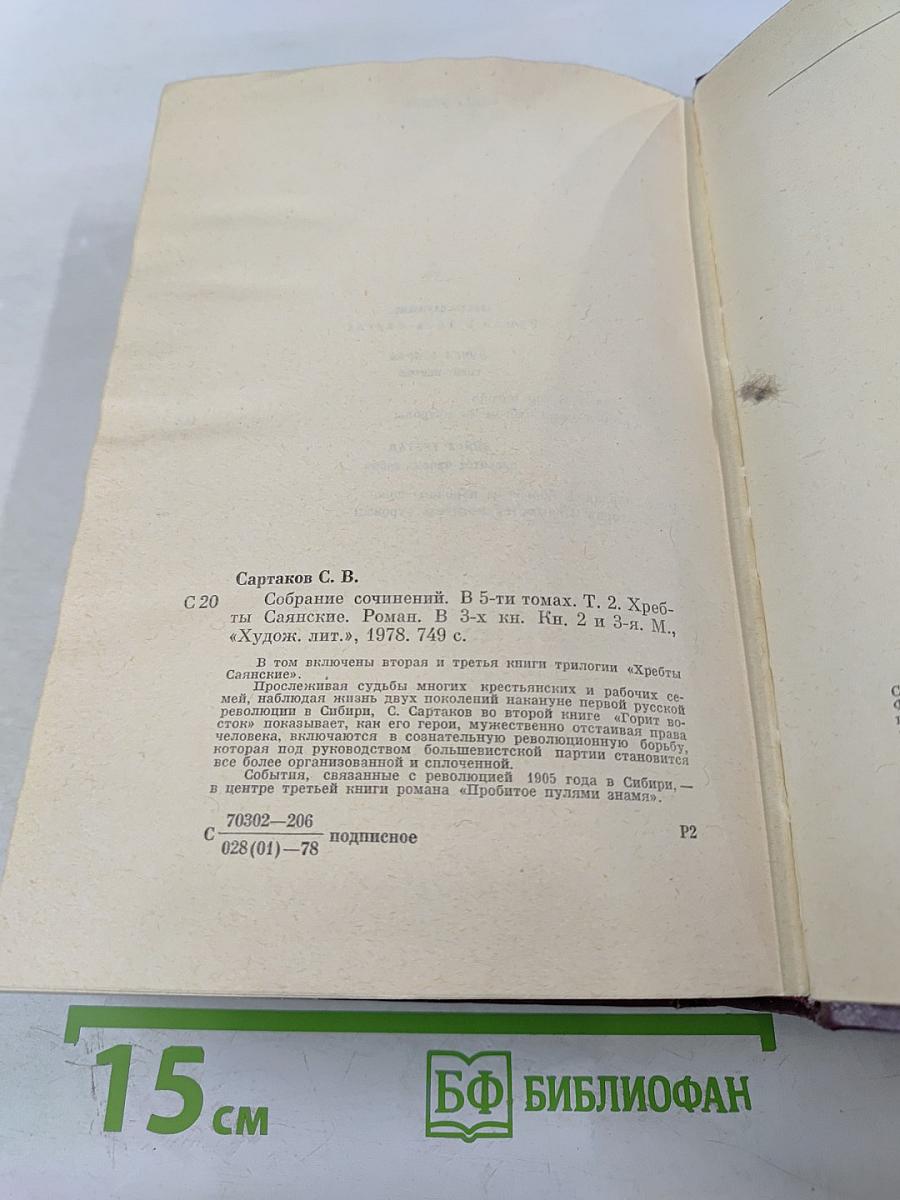 Сартаков С. В.
С 20 Собрание сочинений. В 5-ти томах. Т. 2. Хреб-
ты Саянские. Роман. В 3-х кн. Кн. 2 и 3-я. М.,
«Худож. лит.», 1978. 749 с.
В том включены вторая и третья книги трилогии «Хребты
Саянские».
Прослеживая судьбы многих крестьянских и рабочих се-
мей, наблюдая жизнь двух поколений накануне первой русской
революции в Сибири, С. Сартаков во второй книге «Горит во-
сток» показывает, как его герои, мужественно отстаивая права
человека, включаются в сознательную революционную борьбу,
которая под руководством большевистской партии становится
все более организованной и сплоченной.
События, связанные с революцией 1905 года в Сибири, —
в центре третьей книги романа «Пробитое пулями знамя».
С 70302—206
028(01)—78 подписное Р2
15 см
БФ БИБЛИОФАН